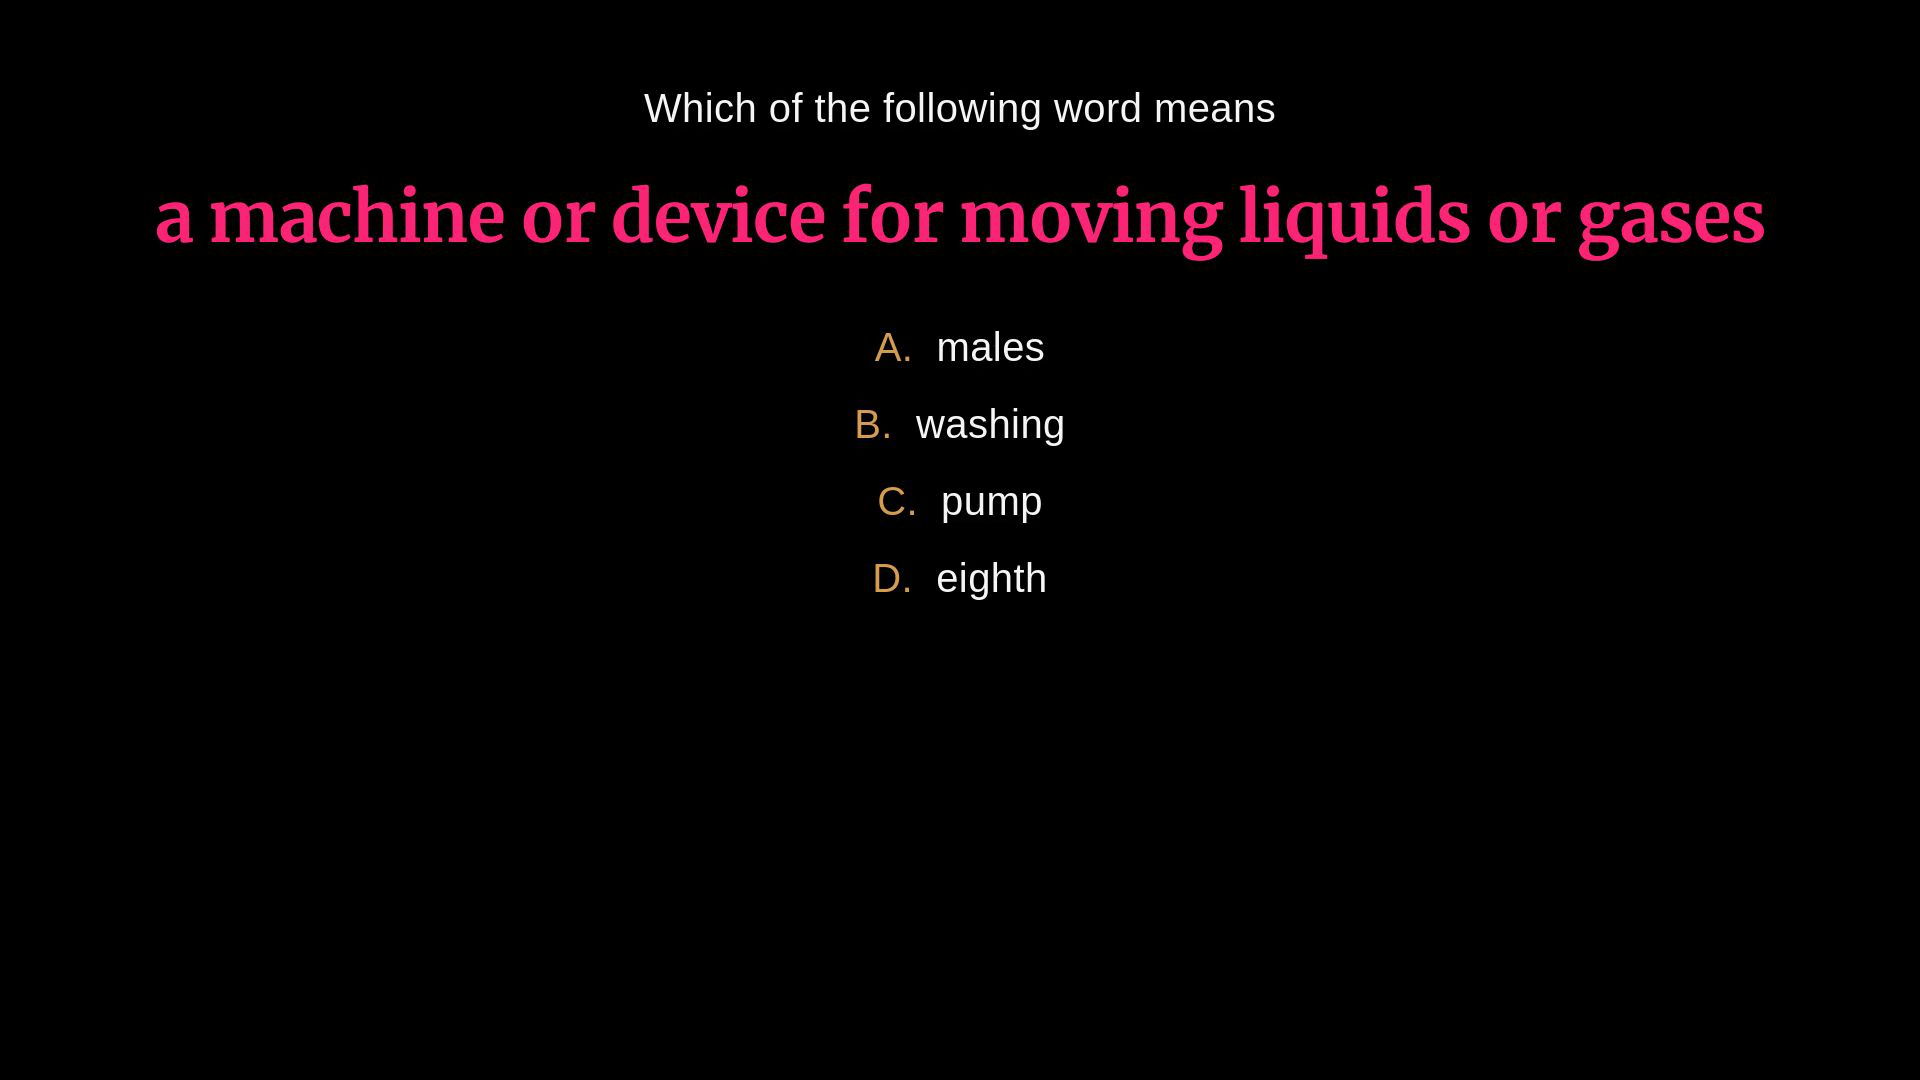 Which of the following word means
a machine or device for moving liquids or gases
A. males
B. washing
C. pump
D. eighth